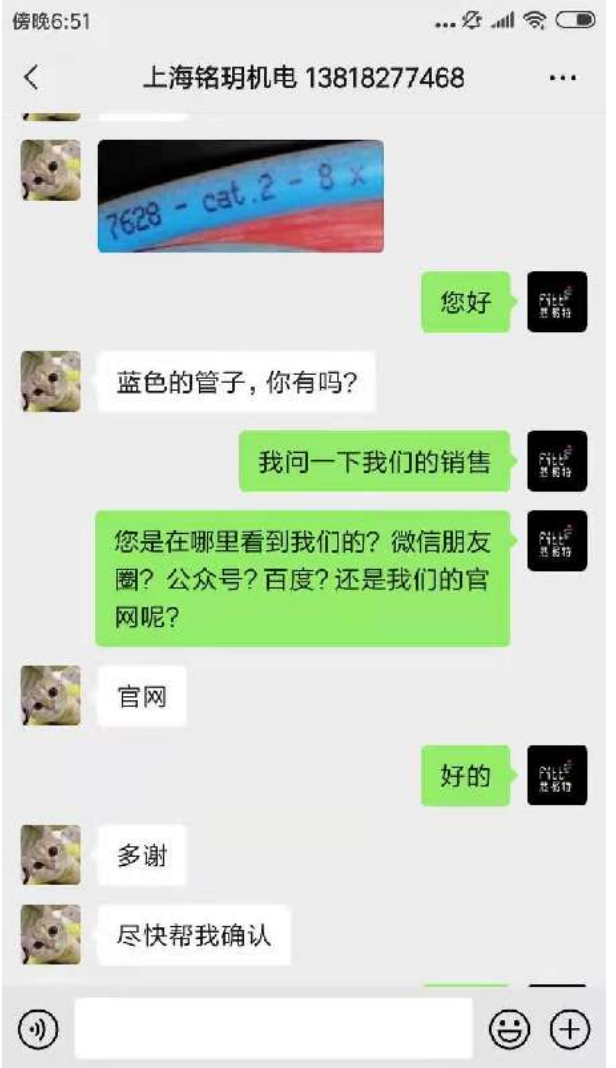 傍晚6:51
上海铭玥机电 13818277468
7628 - cat.2 - 8 x
您好
蓝色的管子，你有吗？
我问一下我们的销售
您是在哪里看到我们的？微信朋友
圈？公众号？百度？还是我们的官
网呢？
官网
好的
多谢
尽快帮我确认